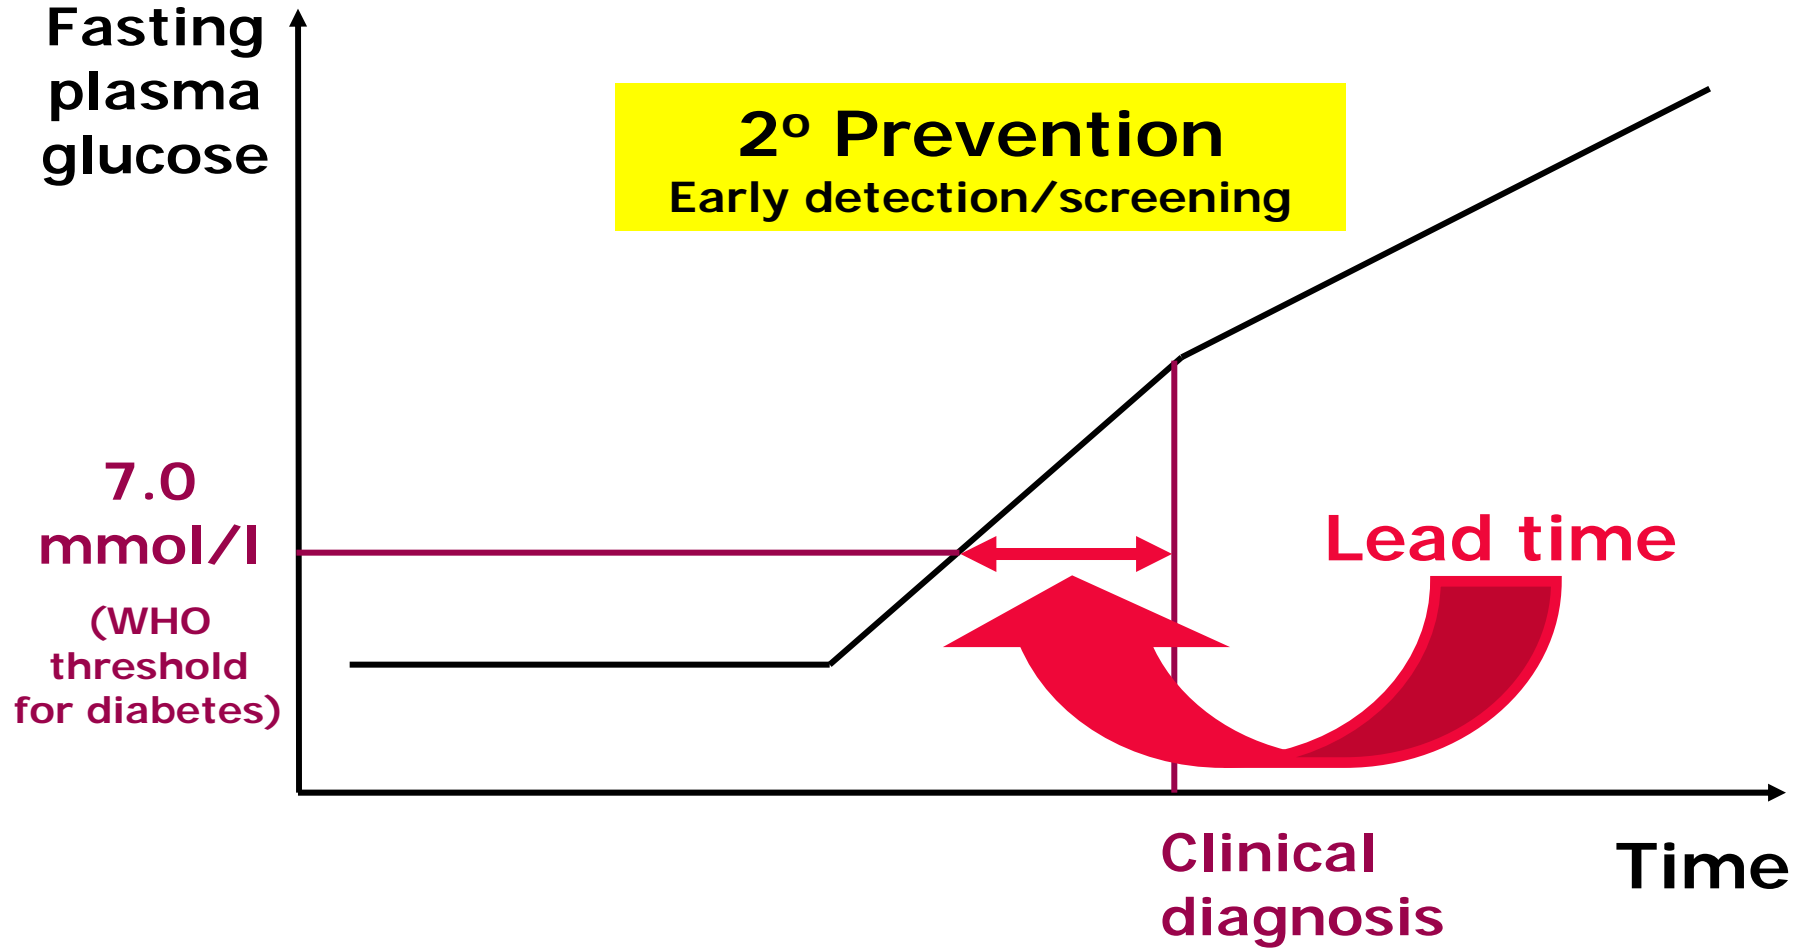 Fasting
plasma
glucose
2º Prevention
Early detection/screening
7.0
mmol/l
(WHO
threshold
for diabetes)
Lead time
Clinical
diagnosis
Time